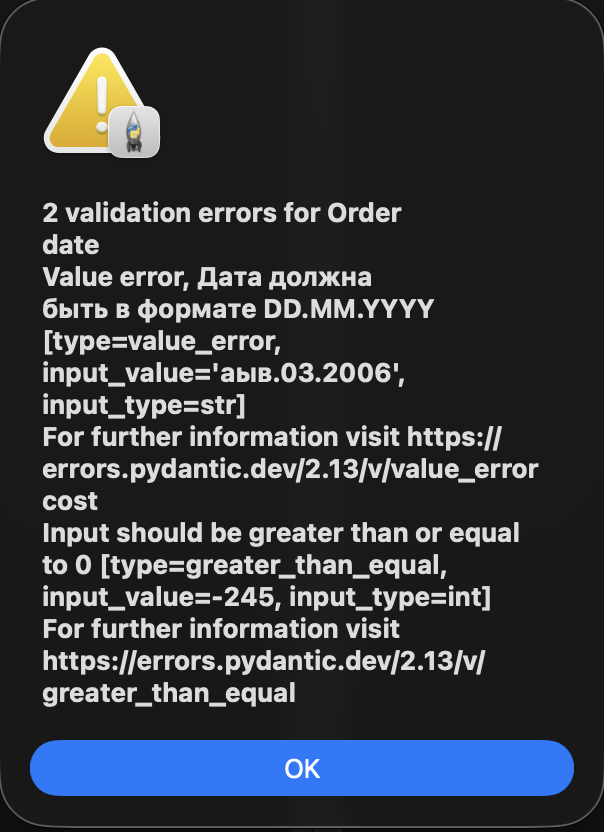 2 validation errors for Order
date
Value error, Дата должна
быть в формате DD.MM.YYYY
[type=value_error,
input_value='аыв.03.2006',
input_type=str]
For further information visit https://
errors.pydantic.dev/2.13/v/value_error
cost
Input should be greater than or equal
to 0 [type=greater_than_equal,
input_value=-245, input_type=int]
For further information visit
https://errors.pydantic.dev/2.13/v/
greater_than_equal
OK